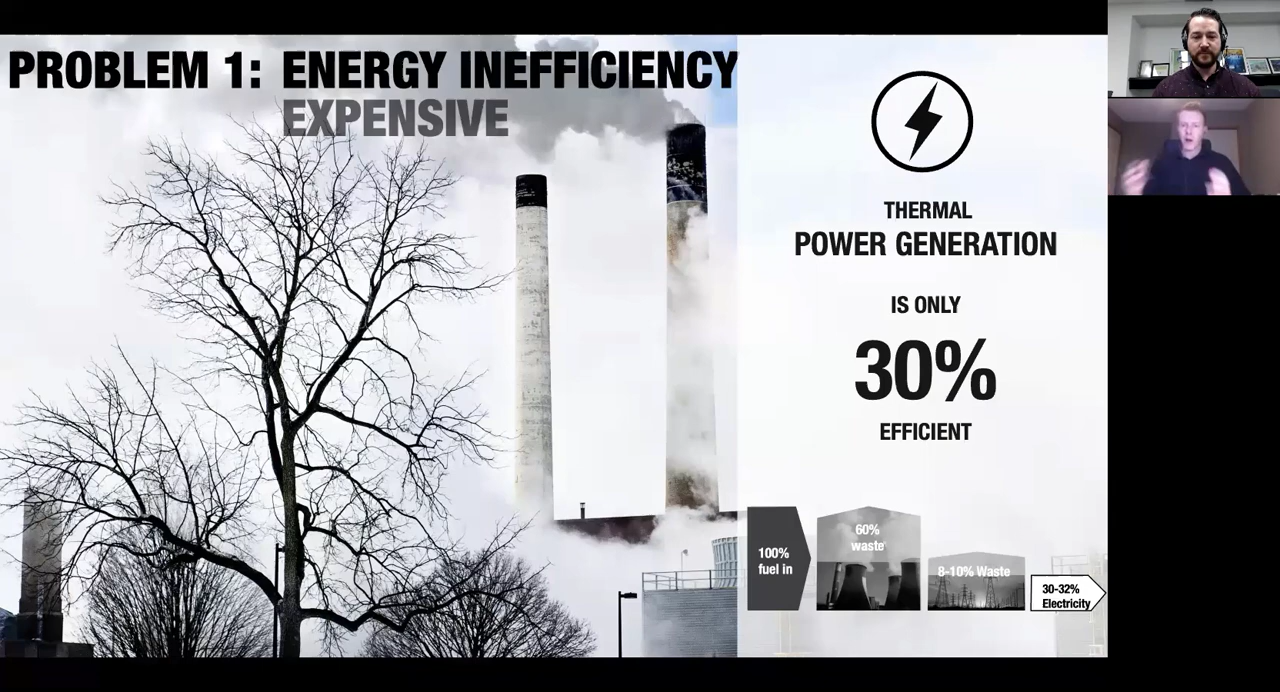 PROBLEM 1: ENERGY INEFFICIENCY
EXPENSIVE
THERMAL
POWER GENERATION
IS ONLY
30%
EFFICIENT
100%
fuel in
60%
waste
8-10% Waste
30-32%
Electricity